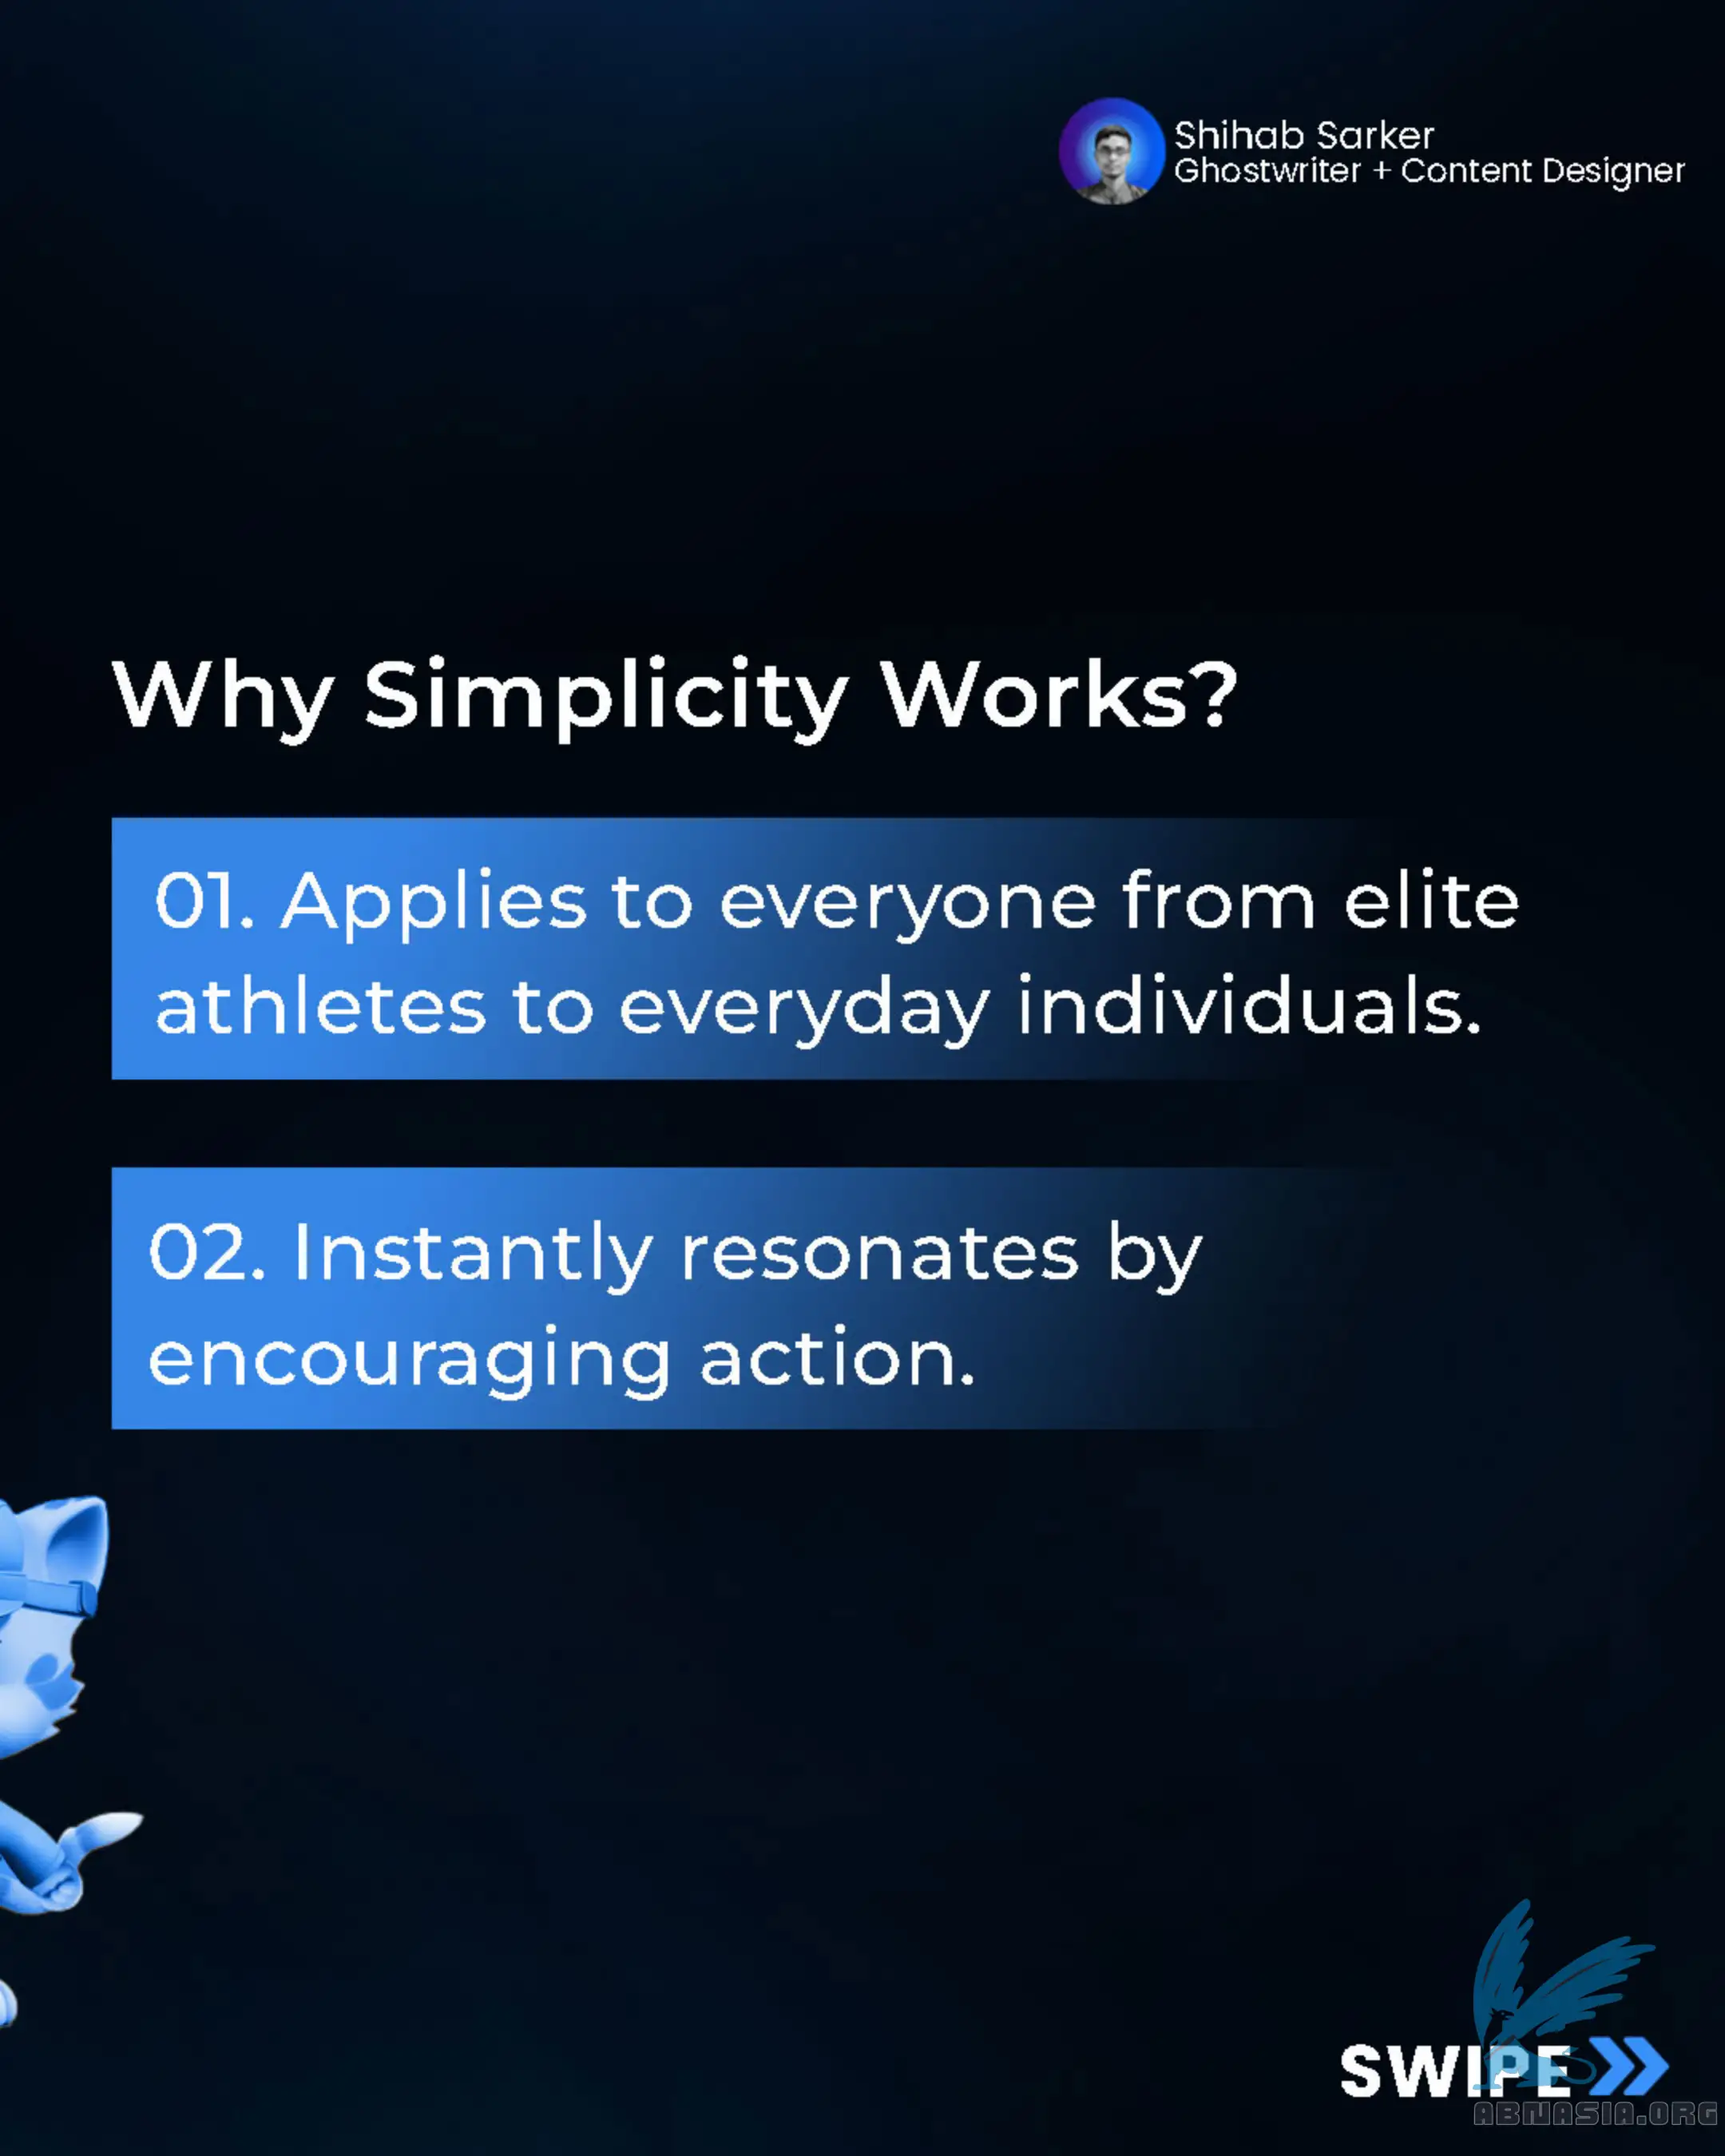 Shihab Sarker
Ghostwriter + Content Designer
Why Simplicity Works?
01. Applies to everyone from elite
athletes to everyday individuals.
02. Instantly resonates by
encouraging action.
SWIPE
ABNASIA.ORG